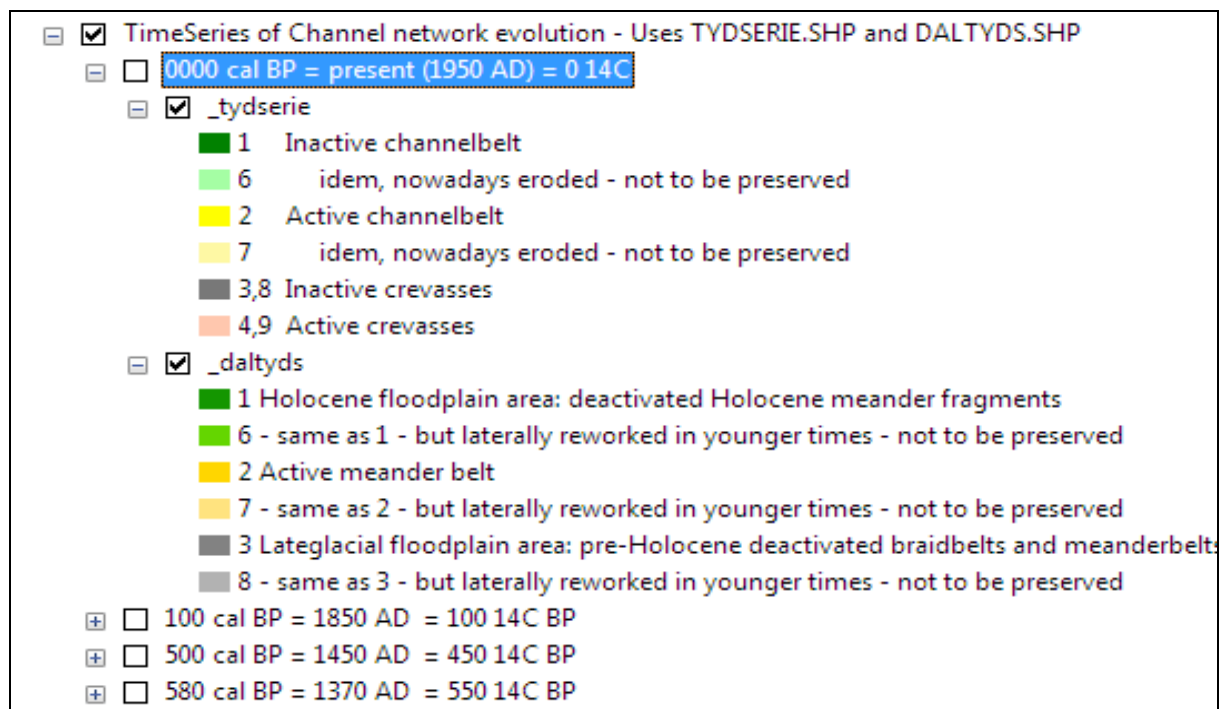 TimeSeries of Channel network evolution - Uses TYDSERIE.SHP and DALTYDS.SHP
0000 cal BP = present (1950 AD) = 0 14C
_tydserie
1 Inactive channelbelt
6 idem, nowadays eroded - not to be preserved
2 Active channelbelt
7 idem, nowadays eroded - not to be preserved
3,8 Inactive crevasses
4,9 Active crevasses
_daltyds
1 Holocene floodplain area: deactivated Holocene meander fragments
6 - same as 1 - but laterally reworked in younger times - not to be preserved
2 Active meander belt
7 - same as 2 - but laterally reworked in younger times - not to be preserved
3 Lateglacial floodplain area: pre-Holocene deactivated braidbelts and meanderbelts
8 - same as 3 - but laterally reworked in younger times - not to be preserved
100 cal BP = 1850 AD = 100 14C BP
500 cal BP = 1450 AD = 450 14C BP
580 cal BP = 1370 AD = 550 14C BP